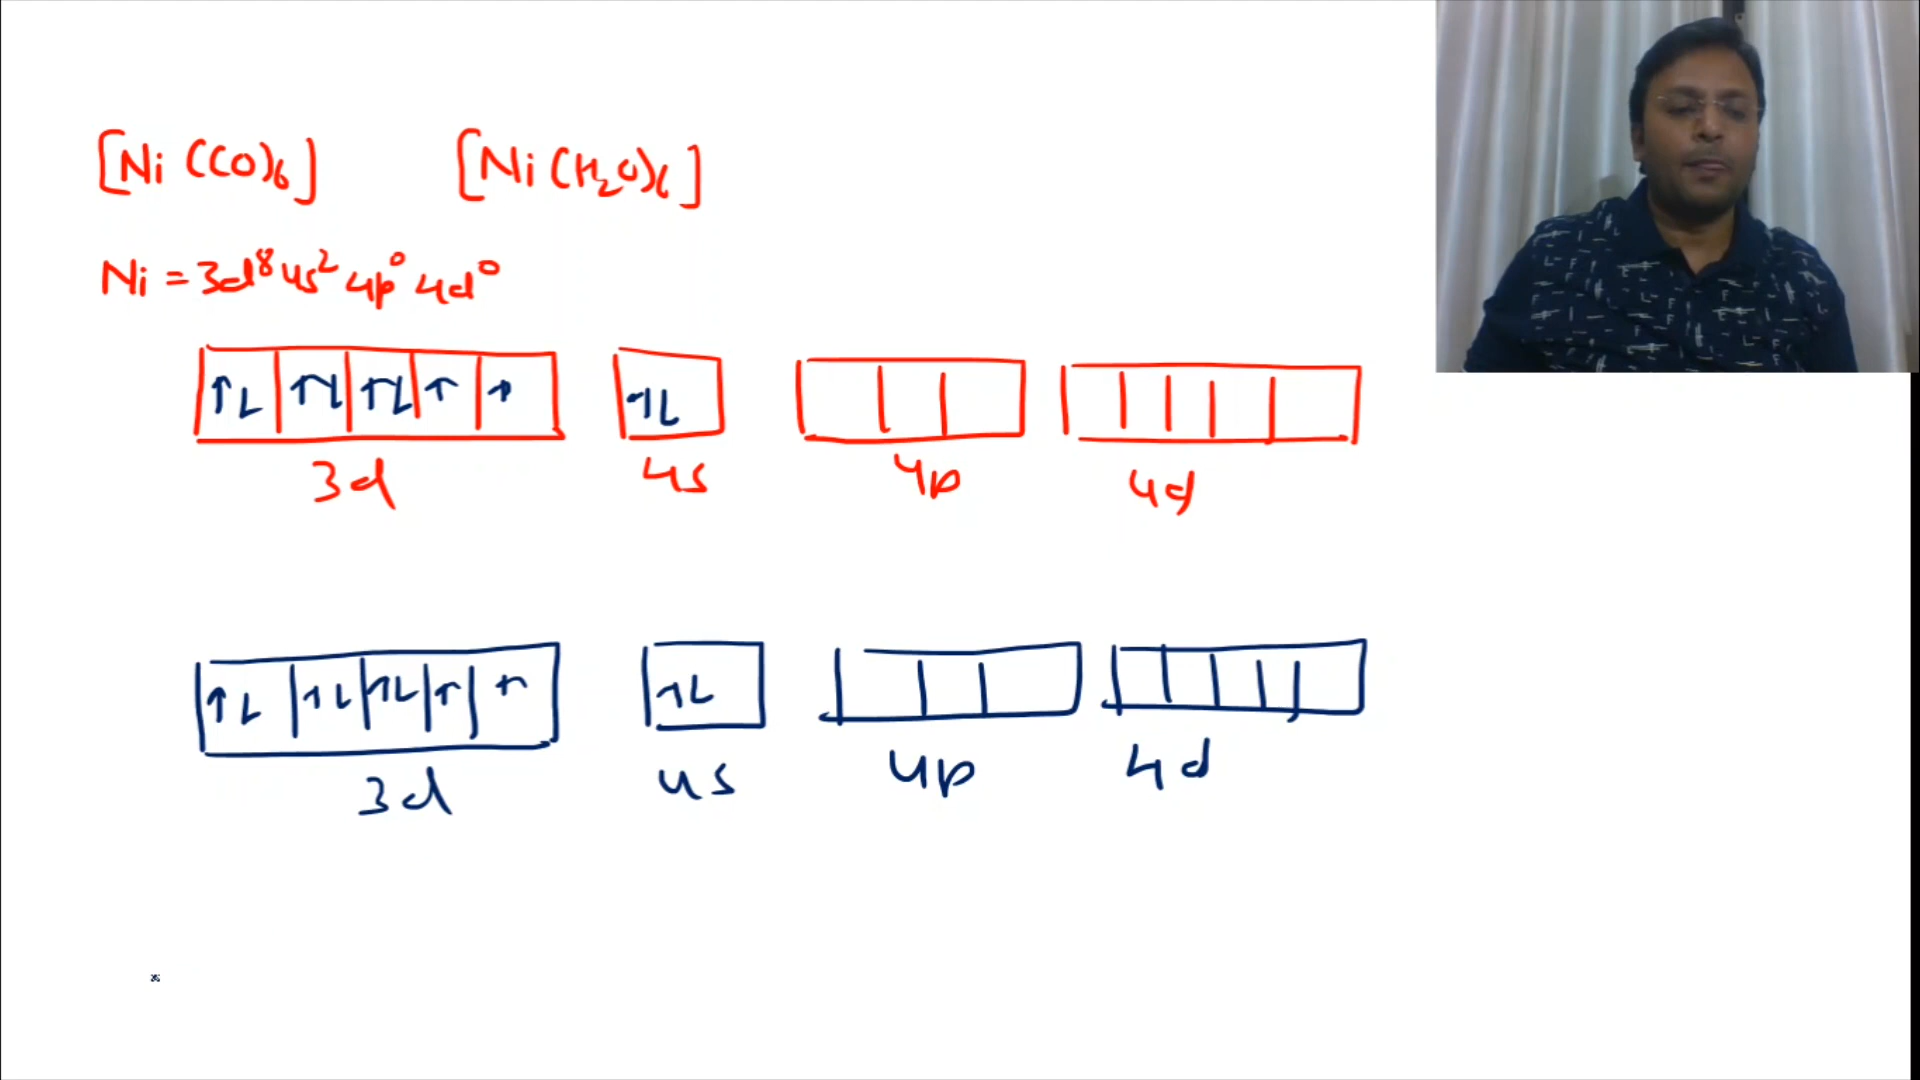 [Ni (CO)6] [Ni (H2O)6]
Ni = 3d⁸ 4s² 4p⁰ 4d⁰
3d 4s 4p 4d
3d 4s 4p 4d